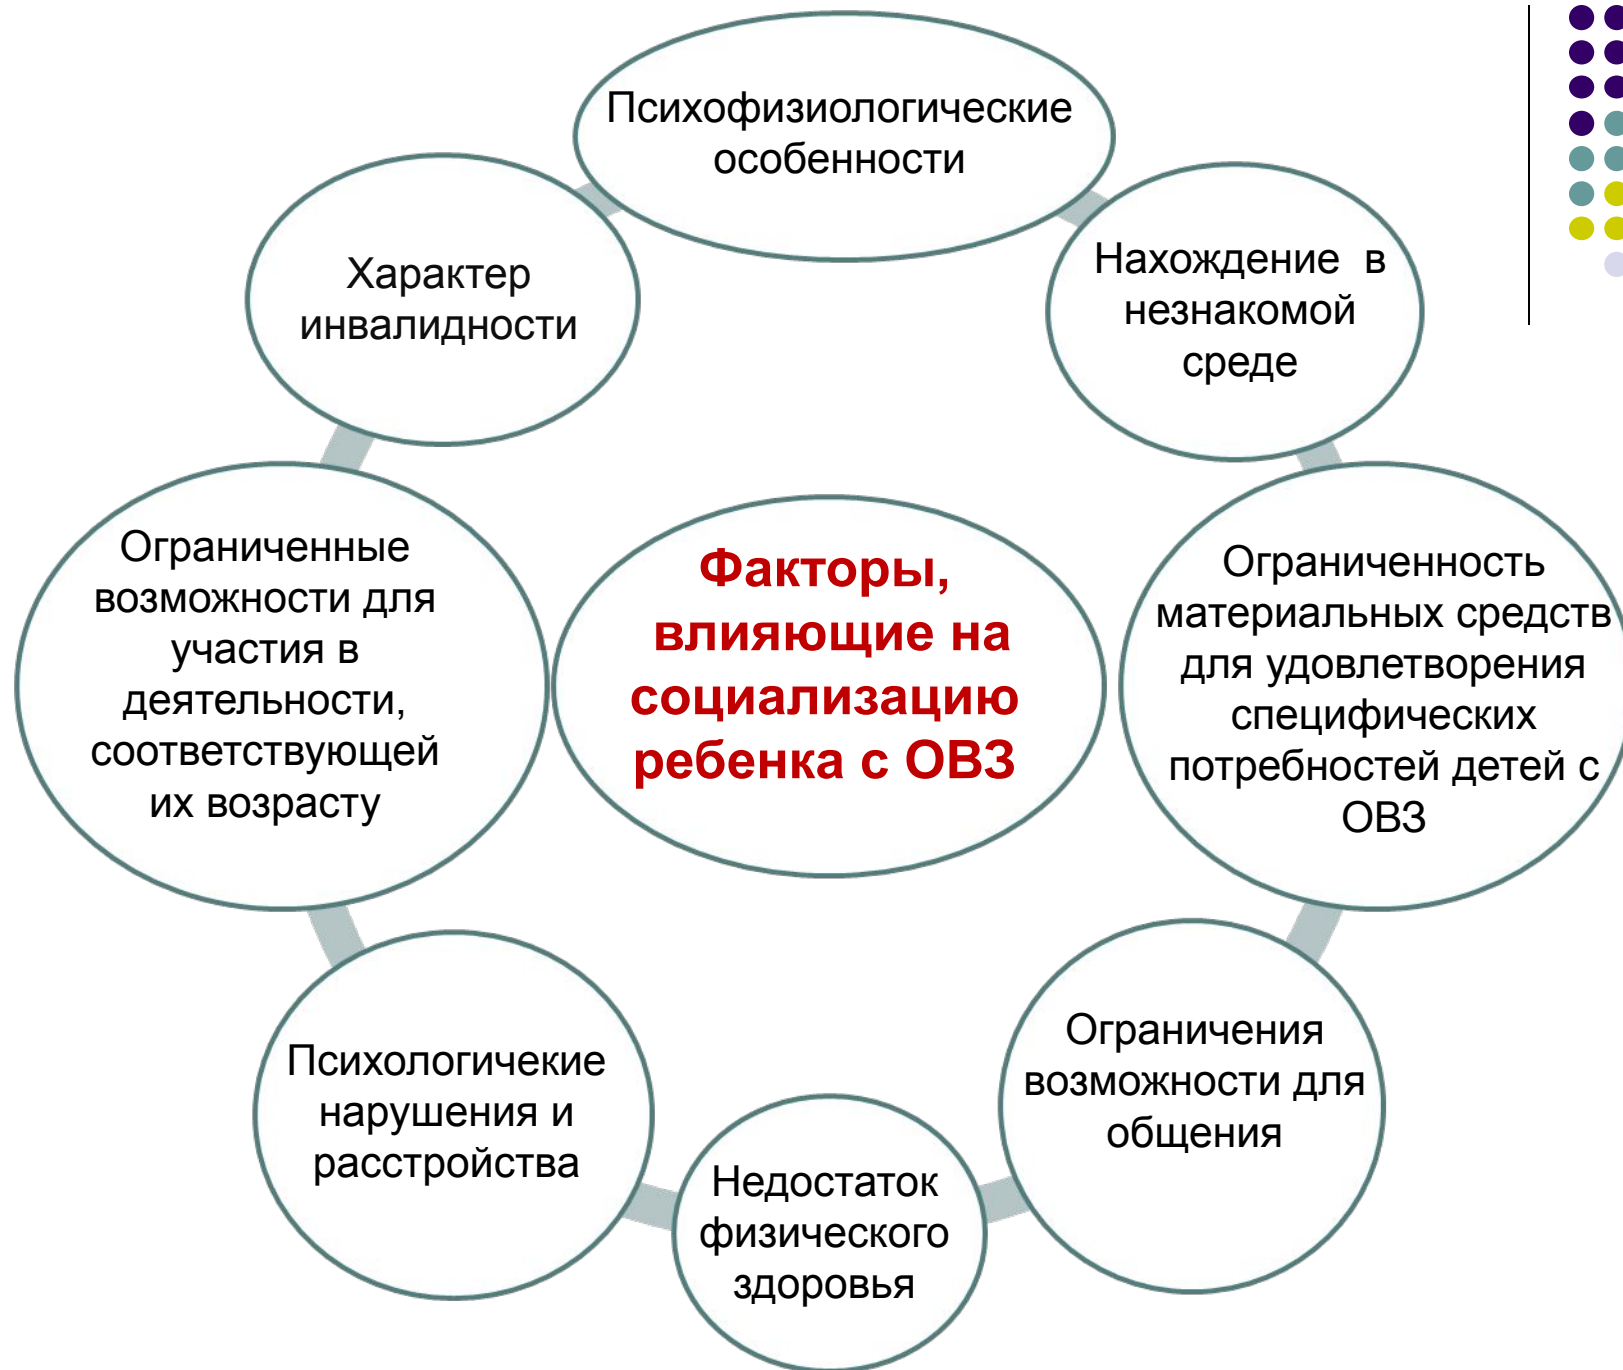 Психофизиологические
особенности
Характер
инвалидности
Нахождение в
незнакомой
среде
Ограниченные
возможности для
участия в
деятельности,
соответствующей
их возрасту
Факторы,
влияющие на
социализацию
ребенка с ОВЗ
Ограниченность
материальных средств
для удовлетворения
специфических
потребностей детей с
ОВЗ
Психологичекие
нарушения и
расстройства
Недостаток
физического
здоровья
Ограничения
возможности для
общения